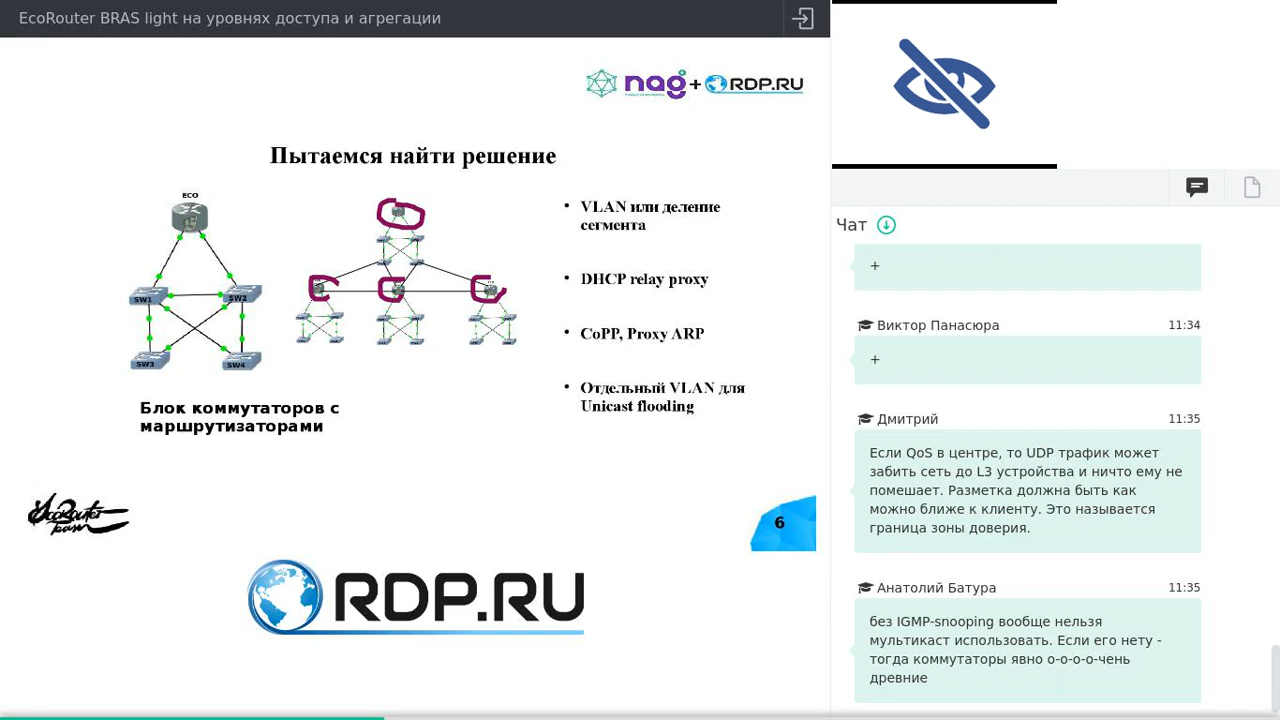 EcoRouter BRAS light на уровнях доступа и агрегации
nag + RDP.RU
Пытаемся найти решение
ECO
SW1
SW2
SW3
SW4
Блок коммутаторов с
маршрутизаторами
• VLAN или деление
сегмента
• DHCP relay proxy
• CoPP, Proxy ARP
• Отдельный VLAN для
Unicast flooding
EcoRouter
Team
6
RDP.RU
Чат
+
Виктор Панасюра 11:34
+
Дмитрий 11:35
Если QoS в центре, то UDP трафик может
забить сеть до L3 устройства и ничто ему не
помешает. Разметка должна быть как
можно ближе к клиенту. Это называется
граница зоны доверия.
Анатолий Батура 11:35
без IGMP-snooping вообще нельзя
мультикаст использовать. Если его нету -
тогда коммутаторы явно о-о-о-о-чень
древние